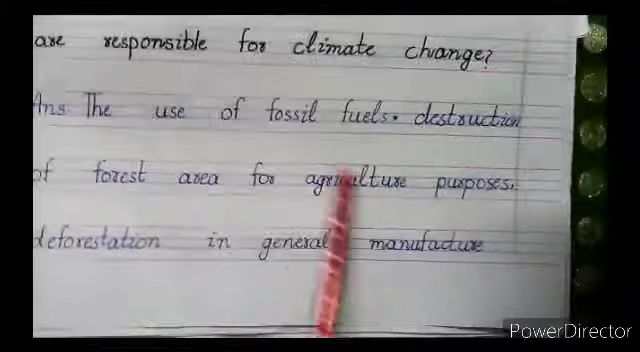 are responsible for climate change?
Ans The use of fossil fuels. destruction
of forest area for agriculture purposes.
deforestation in general manufacture
PowerDirector